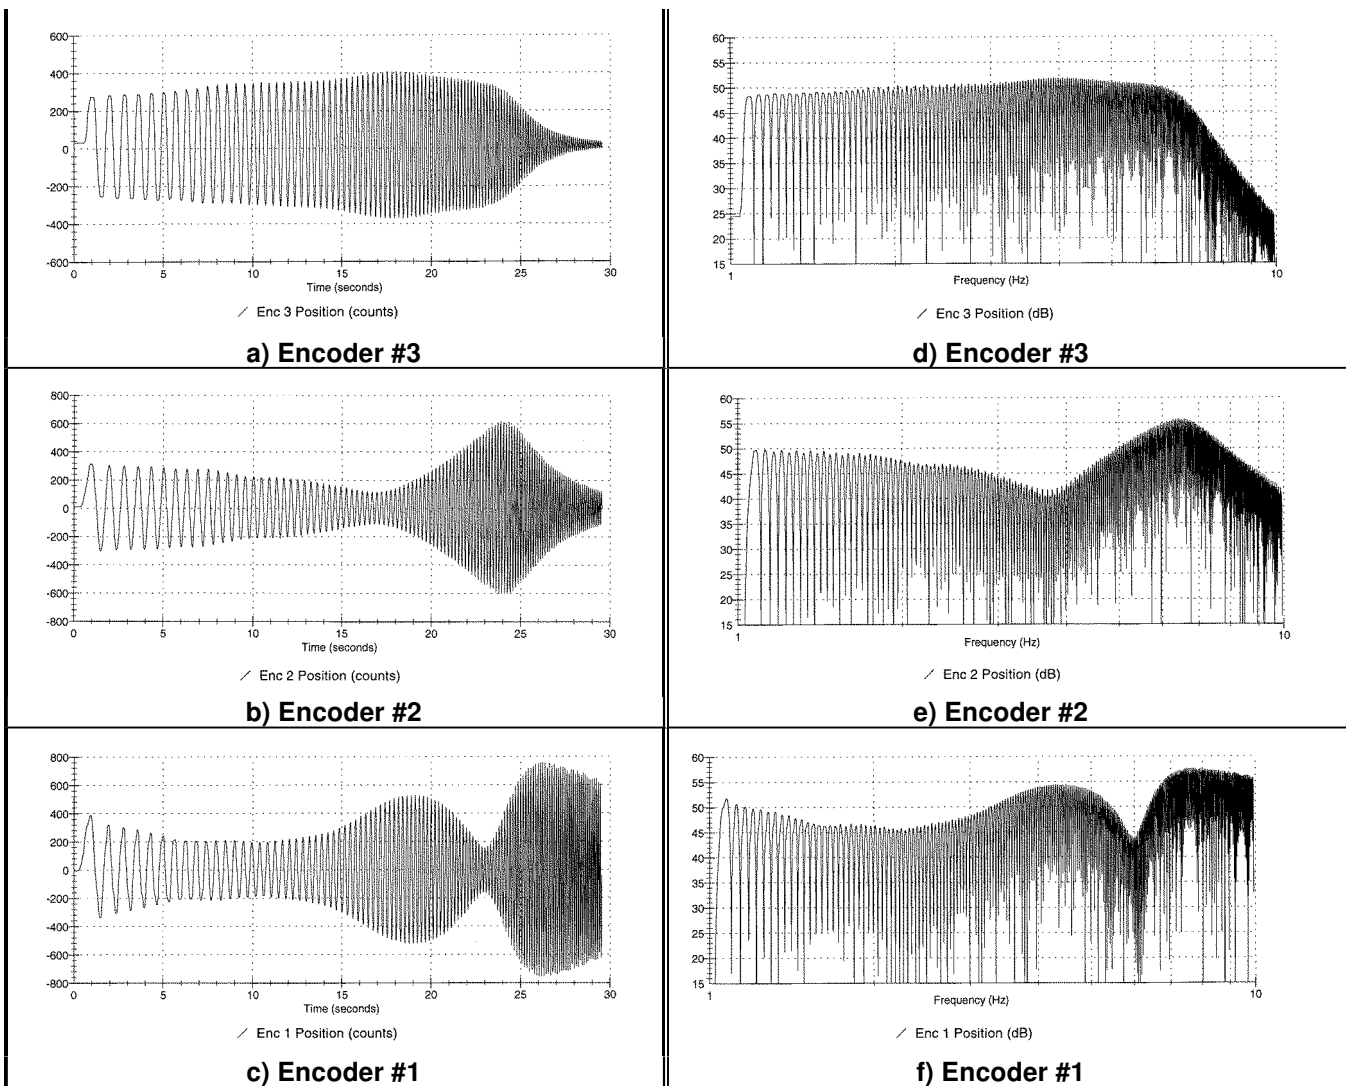 600
400
200
0
-200
-400
-600
0 5 10 15 20 25 30
Time (seconds)
Enc 3 Position (counts)
a) Encoder #3
60
55
50
45
40
35
30
25
20
15
1 10
Frequency (Hz)
Enc 3 Position (dB)
d) Encoder #3
800
600
400
200
0
-200
-400
-600
-800
0 5 10 15 20 25 30
Time (seconds)
Enc 2 Position (counts)
b) Encoder #2
60
55
50
45
40
35
30
25
20
15
1 10
Frequency (Hz)
Enc 2 Position (dB)
e) Encoder #2
800
600
400
200
0
-200
-400
-600
-800
0 5 10 15 20 25 30
Time (seconds)
Enc 1 Position (counts)
c) Encoder #1
60
55
50
45
40
35
30
25
20
15
1 10
Frequency (Hz)
Enc 1 Position (dB)
f) Encoder #1